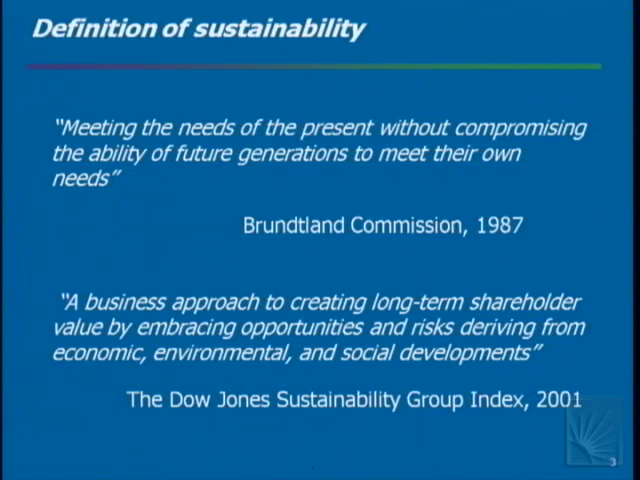 Definition of sustainability
“Meeting the needs of the present without compromising
the ability of future generations to meet their own
needs”
Brundtland Commission, 1987
“A business approach to creating long-term shareholder
value by embracing opportunities and risks deriving from
economic, environmental, and social developments”
The Dow Jones Sustainability Group Index, 2001
3